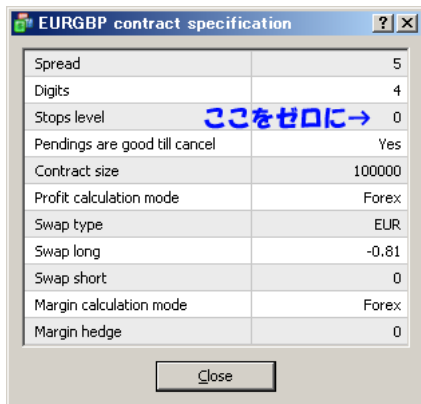 EURGBP contract specification
Spread 5
Digits 4
Stops level ここをゼロに→ 0
Pendings are good till cancel Yes
Contract size 100000
Profit calculation mode Forex
Swap type EUR
Swap long -0.81
Swap short 0
Margin calculation mode Forex
Margin hedge 0
Close